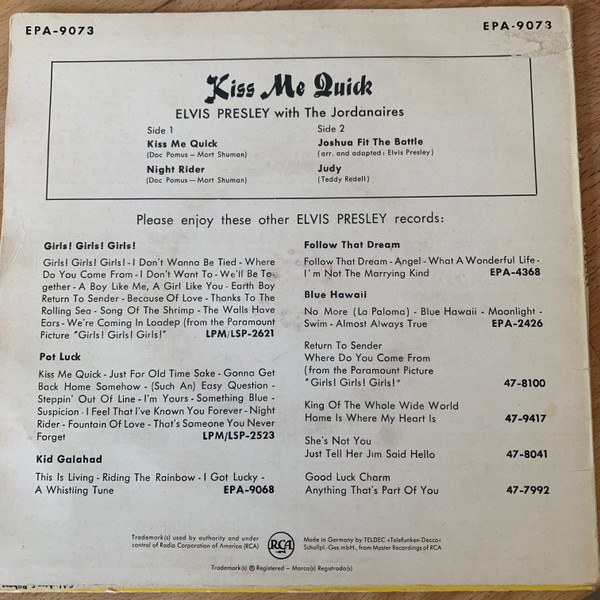 EPA-9073
EPA-9073
Kiss Me Quick
ELVIS PRESLEY with The Jordanaires
Side 1
Kiss Me Quick
(Doc Pomus – Mort Shuman)
Night Rider
(Doc Pomus – Mort Shuman)
Side 2
Joshua Fit The Battle
(arr. and adapted: Elvis Presley)
Judy
(Teddy Redell)
Please enjoy these other ELVIS PRESLEY records:
Girls! Girls! Girls!
Girls! Girls! Girls! - I Don't Wanna Be Tied - Where
Do You Come From - I Don't Want To - We'll Be To-
gether - A Boy Like Me, A Girl Like You - Earth Boy
Return To Sender - Because Of Love - Thanks To The
Rolling Sea - Song Of The Shrimp - The Walls Have
Ears - We're Coming In Loadep (from the Paramount
Picture "Girls! Girls! Girls!" LPM/LSP-2621
Pot Luck
Kiss Me Quick - Just For Old Time Sake - Gonna Get
Back Home Somehow - (Such An) Easy Question -
Steppin' Out Of Line - I'm Yours - Something Blue -
Suspicion - I Feel That I've Known You Forever - Night
Rider - Fountain Of Love - That's Someone You Never
Forget LPM/LSP-2523
Kid Galahad
This Is Living - Riding The Rainbow - I Got Lucky -
A Whistling Tune EPA-9068
Follow That Dream
Follow That Dream - Angel - What A Wonderful Life -
I'm Not The Marrying Kind EPA-4368
Blue Hawaii
No More (La Paloma) - Blue Hawaii - Moonlight -
Swim - Almost Always True EPA-2426
Return To Sender
Where Do You Come From
(from the Paramount Picture
"Girls! Girls! Girls!" 47-8100
King Of The Whole Wide World
Home Is Where My Heart Is 47-9417
She's Not You
Just Tell Her Jim Said Hello 47-8041
Good Luck Charm
Anything That's Part Of You 47-7992
Trademark(s) used by authority and under
control of Radio Corporation of America (RCA)
RCA
Made in Germany by TELDEC »Telefunken-Decca«
Schallpl.-Ges.mbH., from Master Recordings of RCA
Trademark(s) ® Registered – Marca(s) Registrada(s)